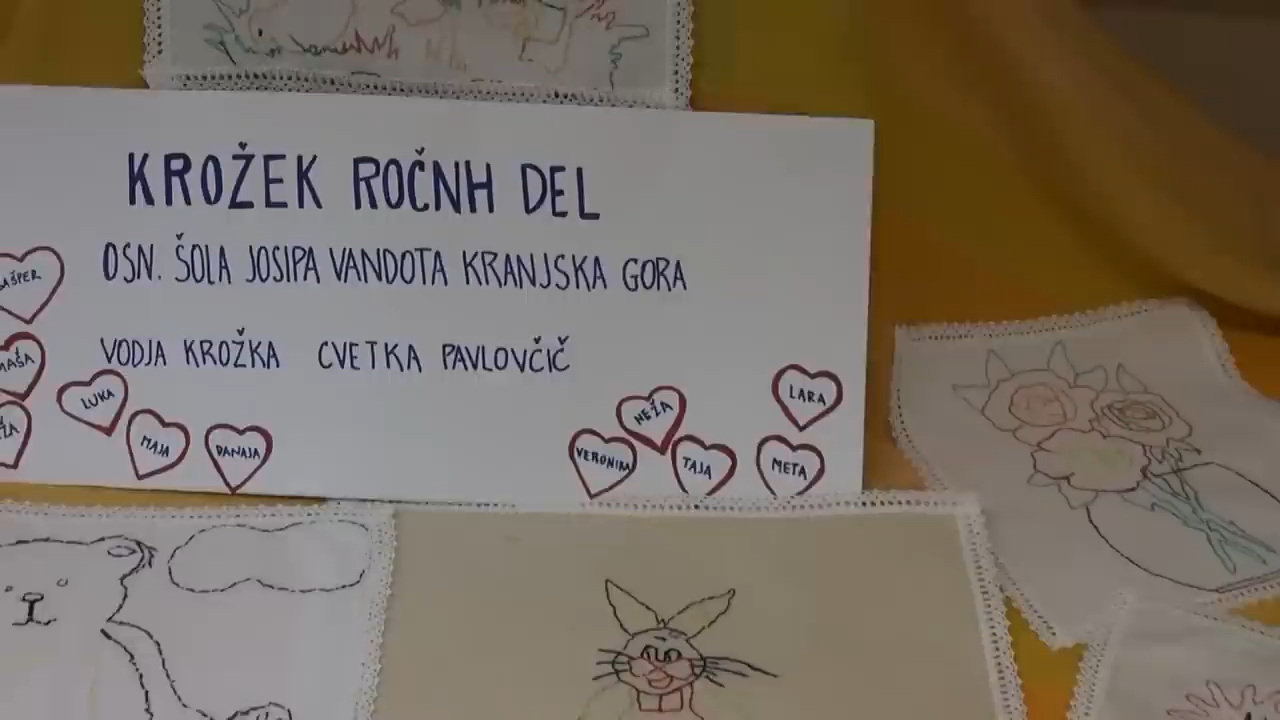 KROŽEK ROČNH DEL
OSN. ŠOLA JOSIPA VANDOTA KRANJSKA GORA
VODJA KROŽKA CVETKA PAVLOVČIČ
LUKA
MAJA
DANAJA
VERONIKA
NEŽA
TAJA
LARA
META